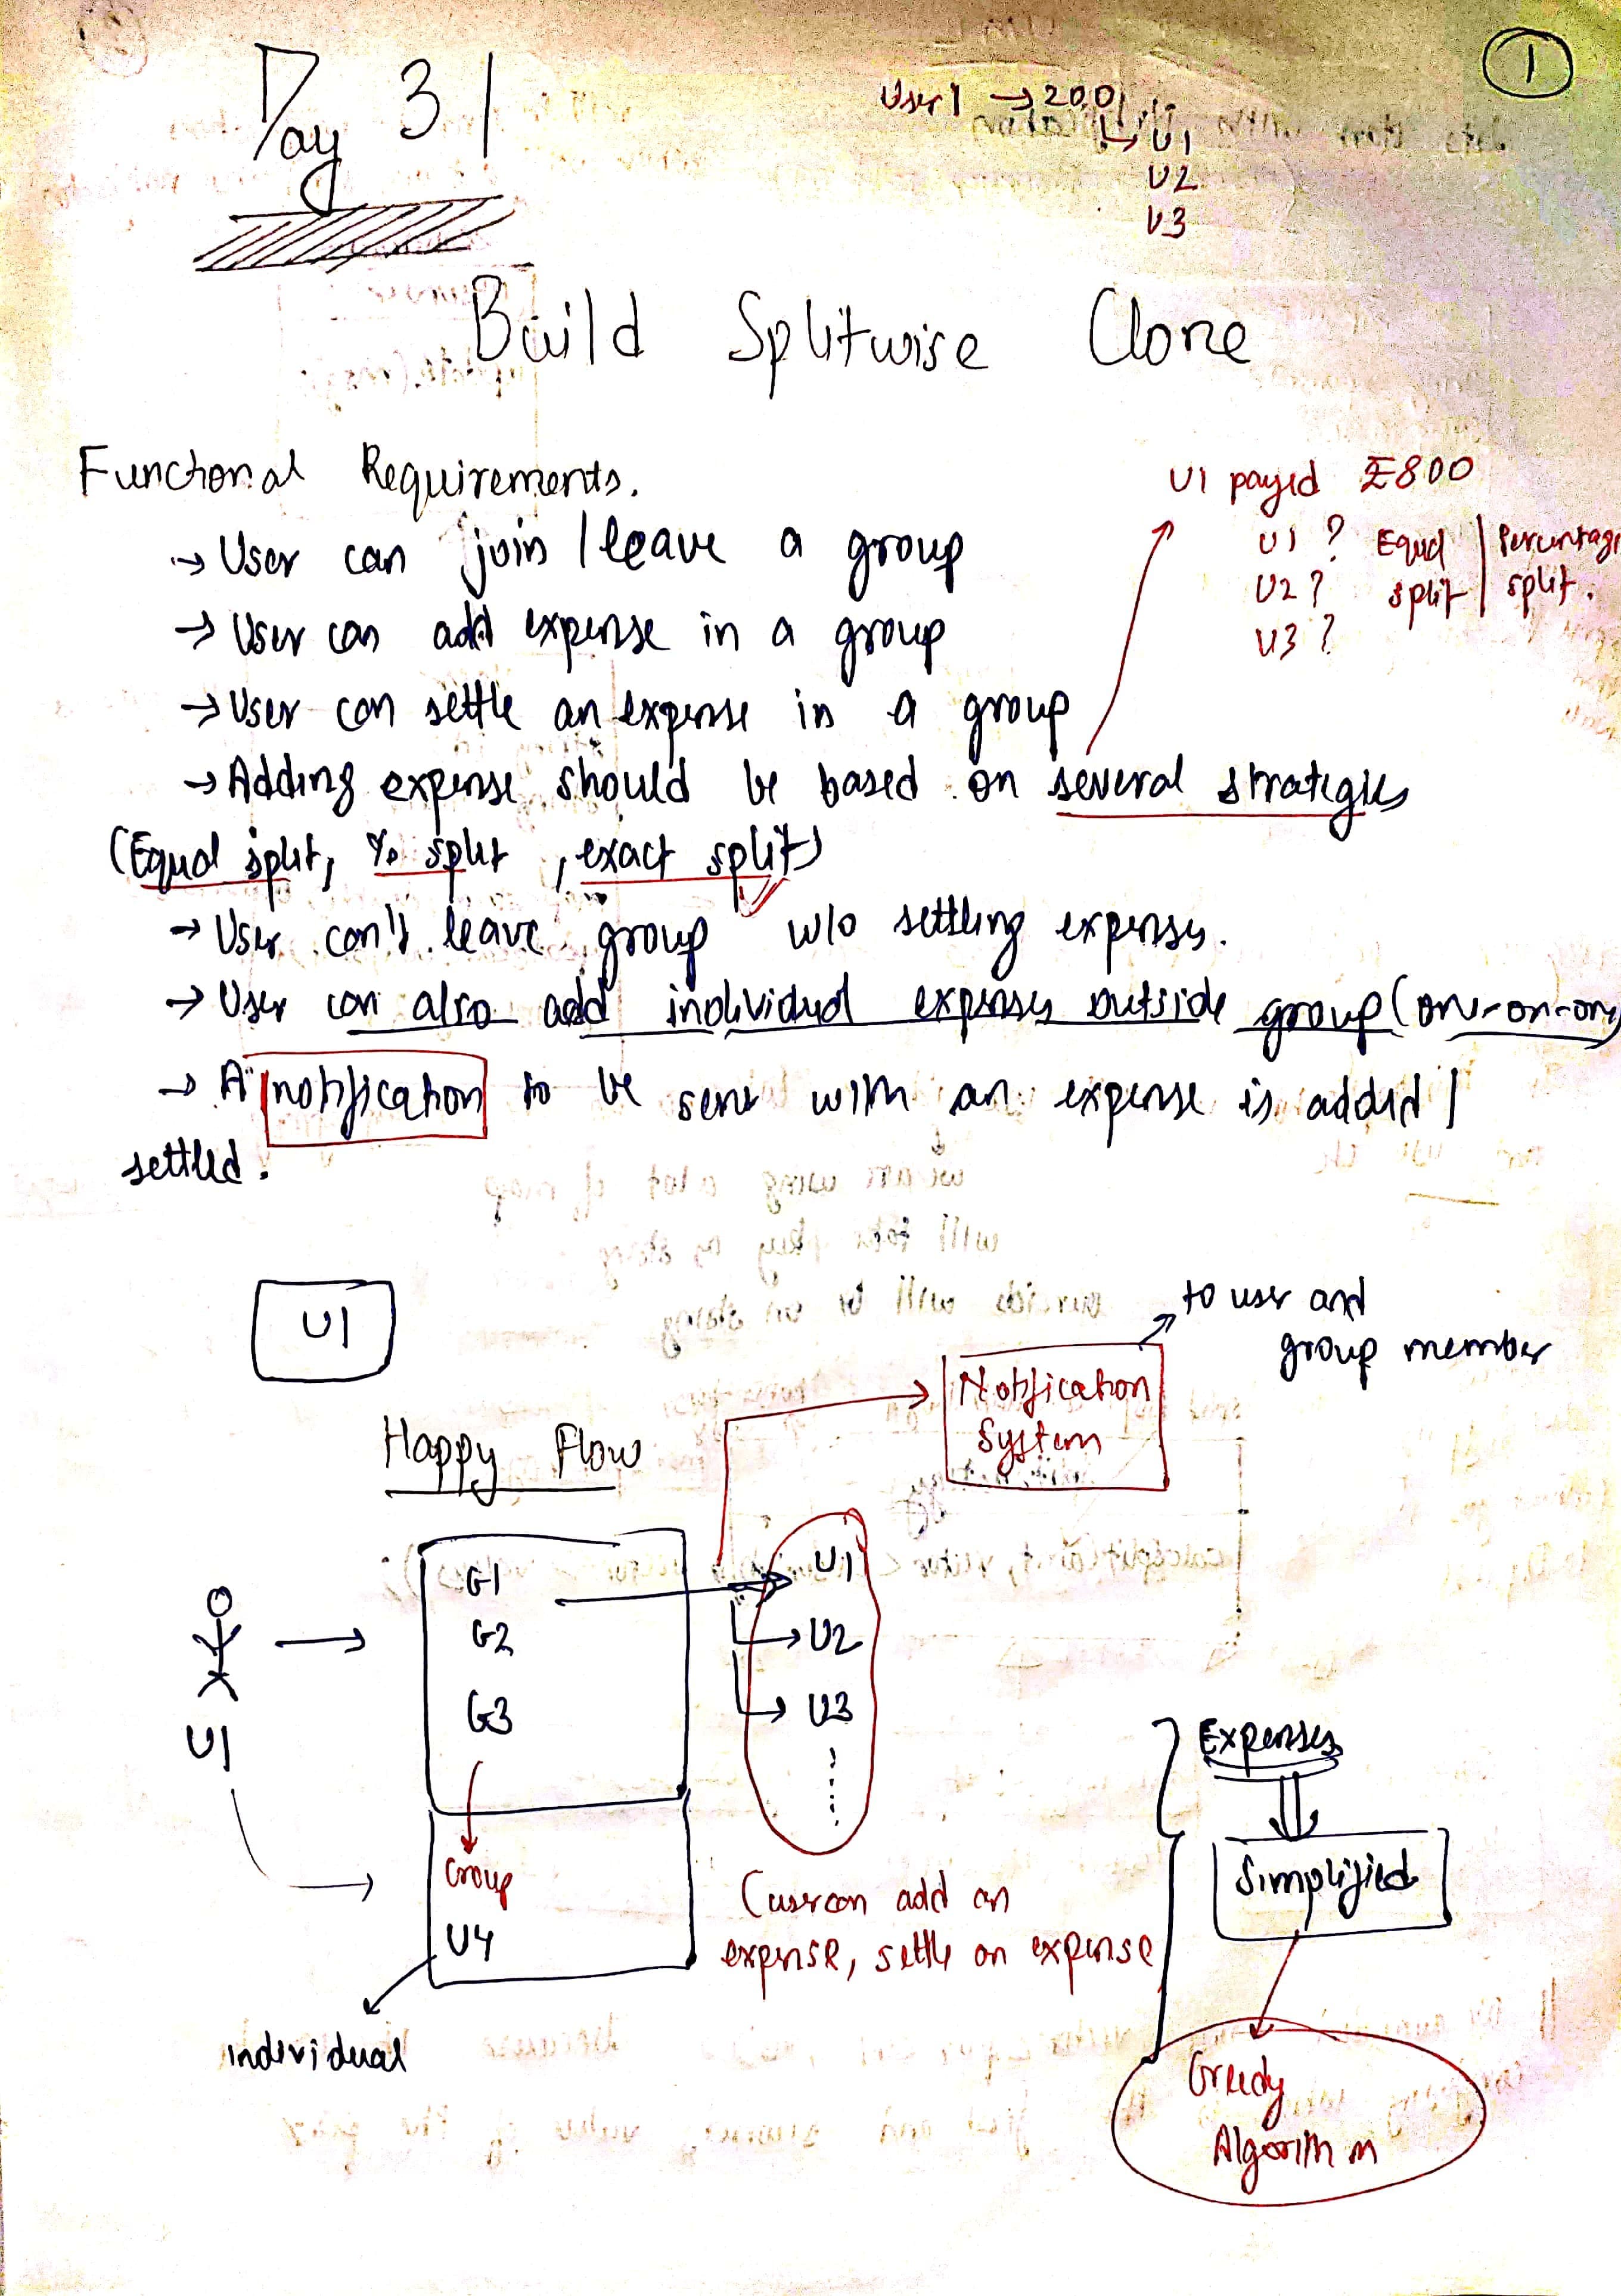 1
Day 31
User1 → 200
↳ U1
U2
U3
Build Splitwise Clone
Functional Requirements.
→ User can join / leave a group
→ User can add expense in a group
→ User can settle an expense in a group
→ Adding expense should be based on several strategies
(Equal split, % split, exact split)
→ User can't leave group w/o settling expenses.
→ User can also add individual expenses outside group (one-on-one)
→ A notification to be sent with an expense is added /
settled.
U1 payed ₹800
U1 ? Equal | Percentage
U2 ? split | split.
U3 ?
U1
to user and
group member
Notification
System
Happy Flow
G1
G2
G3
U1
U2
U3
U1
Group
U4
individual
(user can add an
expense, settle an expense
Expenses
Simplified
Greedy
Algorithm